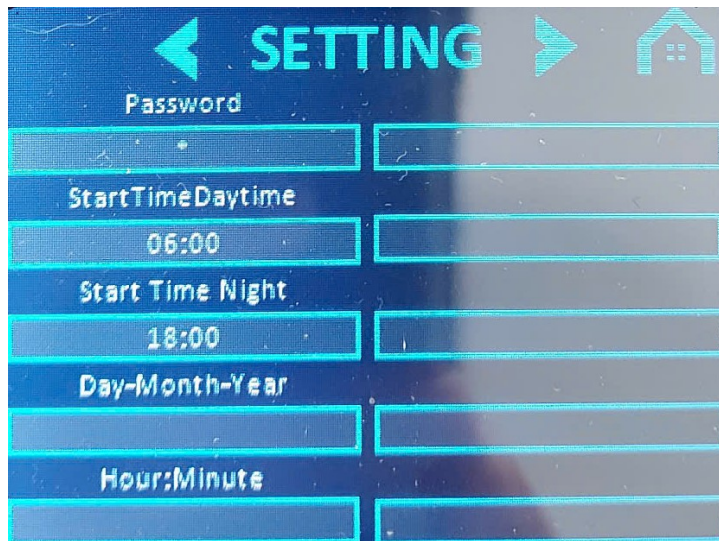 SETTING
Password
*
StartTimeDaytime
06:00
Start Time Night
18:00
Day-Month-Year
Hour:Minute